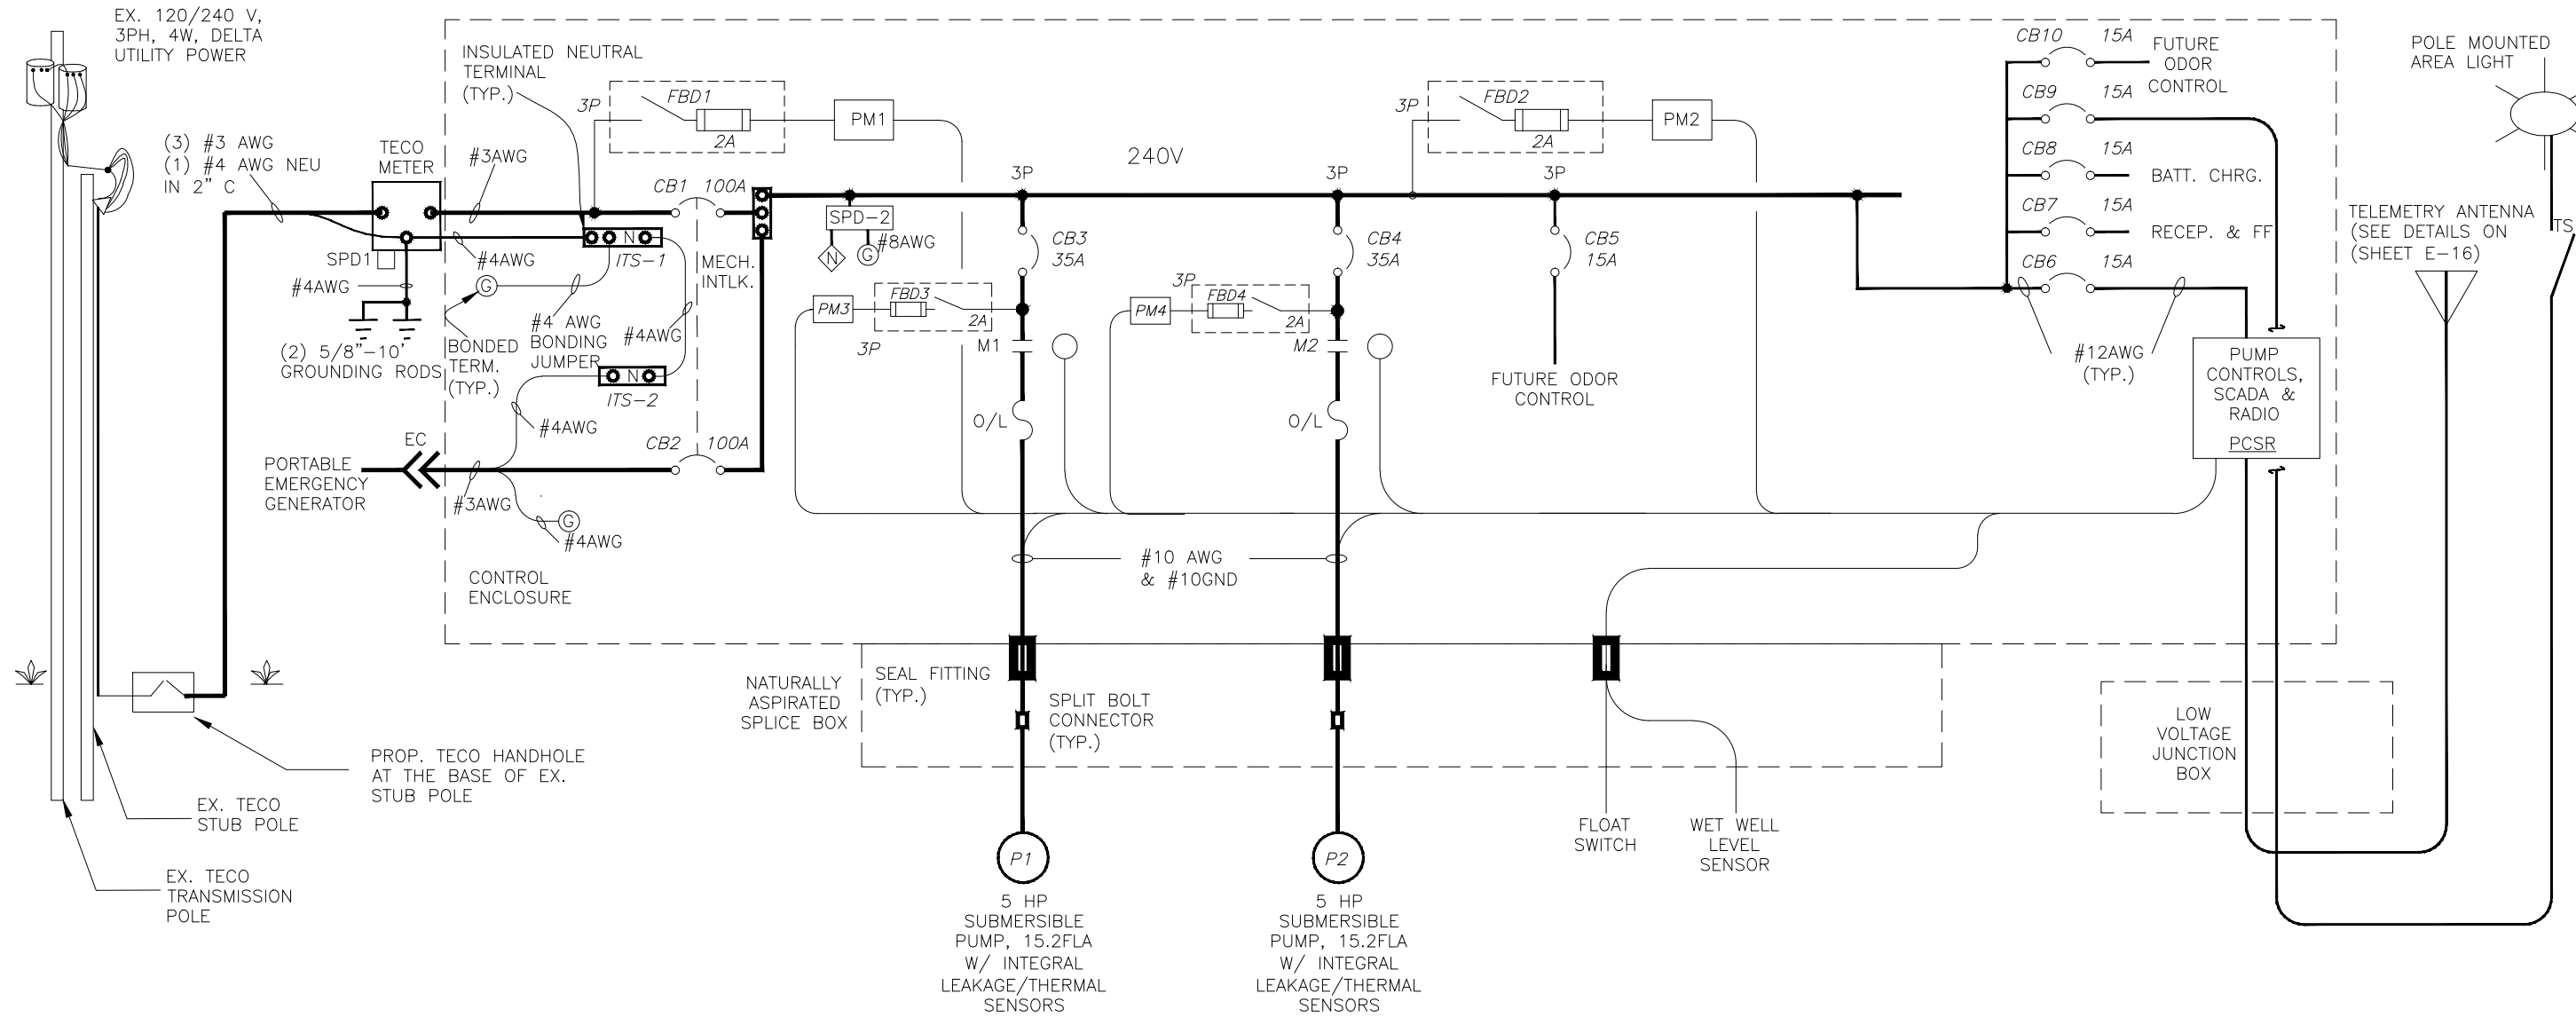 EX. 120/240 V,
3PH, 4W, DELTA
UTILITY POWER
(3) #3 AWG
(1) #4 AWG NEU
IN 2" C
TECO
METER
SPD1
#4AWG
(2) 5/8"-10'
GROUNDING RODS
INSULATED NEUTRAL
TERMINAL
(TYP.)
#3AWG
#4AWG
3P
FBD1
2A
PM1
CB1 100A
N
ITS-1
G
BONDED
TERM.
(TYP.)
#4 AWG
BONDING
JUMPER
#4AWG
MECH.
INTLK.
N
ITS-2
#4AWG
EC
PORTABLE
EMERGENCY
GENERATOR
#3AWG
G
#4AWG
CB2 100A
CONTROL
ENCLOSURE
240V
SPD-2
N
G
#8AWG
3P
CB3
35A
PM3
FBD3
2A
3P
M1
O/L
3P
CB4
35A
3P
PM4
FBD4
2A
M2
O/L
3P
FBD2
2A
PM2
3P
CB5
15A
FUTURE ODOR
CONTROL
#10 AWG
& #10GND
CB10 15A
FUTURE
ODOR
CONTROL
CB9 15A
CB8 15A
BATT. CHRG.
CB7 15A
RECEP. & FF
CB6 15A
#12AWG
(TYP.)
PUMP
CONTROLS,
SCADA &
RADIO
PCSR
POLE MOUNTED
AREA LIGHT
TS
TELEMETRY ANTENNA
(SEE DETAILS ON
(SHEET E-16)
NATURALLY
ASPIRATED
SPLICE BOX
SEAL FITTING
(TYP.)
SPLIT BOLT
CONNECTOR
(TYP.)
LOW
VOLTAGE
JUNCTION
BOX
PROP. TECO HANDHOLE
AT THE BASE OF EX.
STUB POLE
EX. TECO
STUB POLE
EX. TECO
TRANSMISSION
POLE
P1
5 HP
SUBMERSIBLE
PUMP, 15.2FLA
W/ INTEGRAL
LEAKAGE/THERMAL
SENSORS
P2
5 HP
SUBMERSIBLE
PUMP, 15.2FLA
W/ INTEGRAL
LEAKAGE/THERMAL
SENSORS
FLOAT
SWITCH
WET WELL
LEVEL
SENSOR